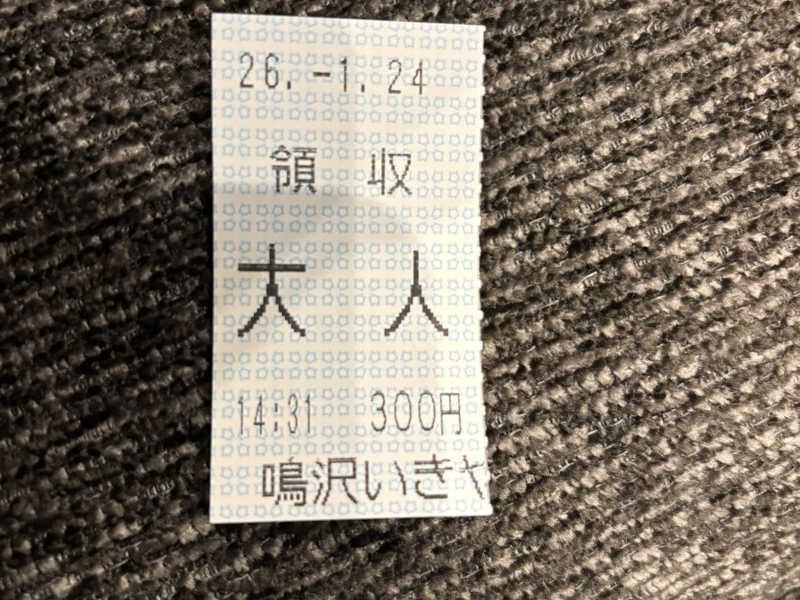 26.-1.24
領収
大人
14:31 300円
鳴沢いきや